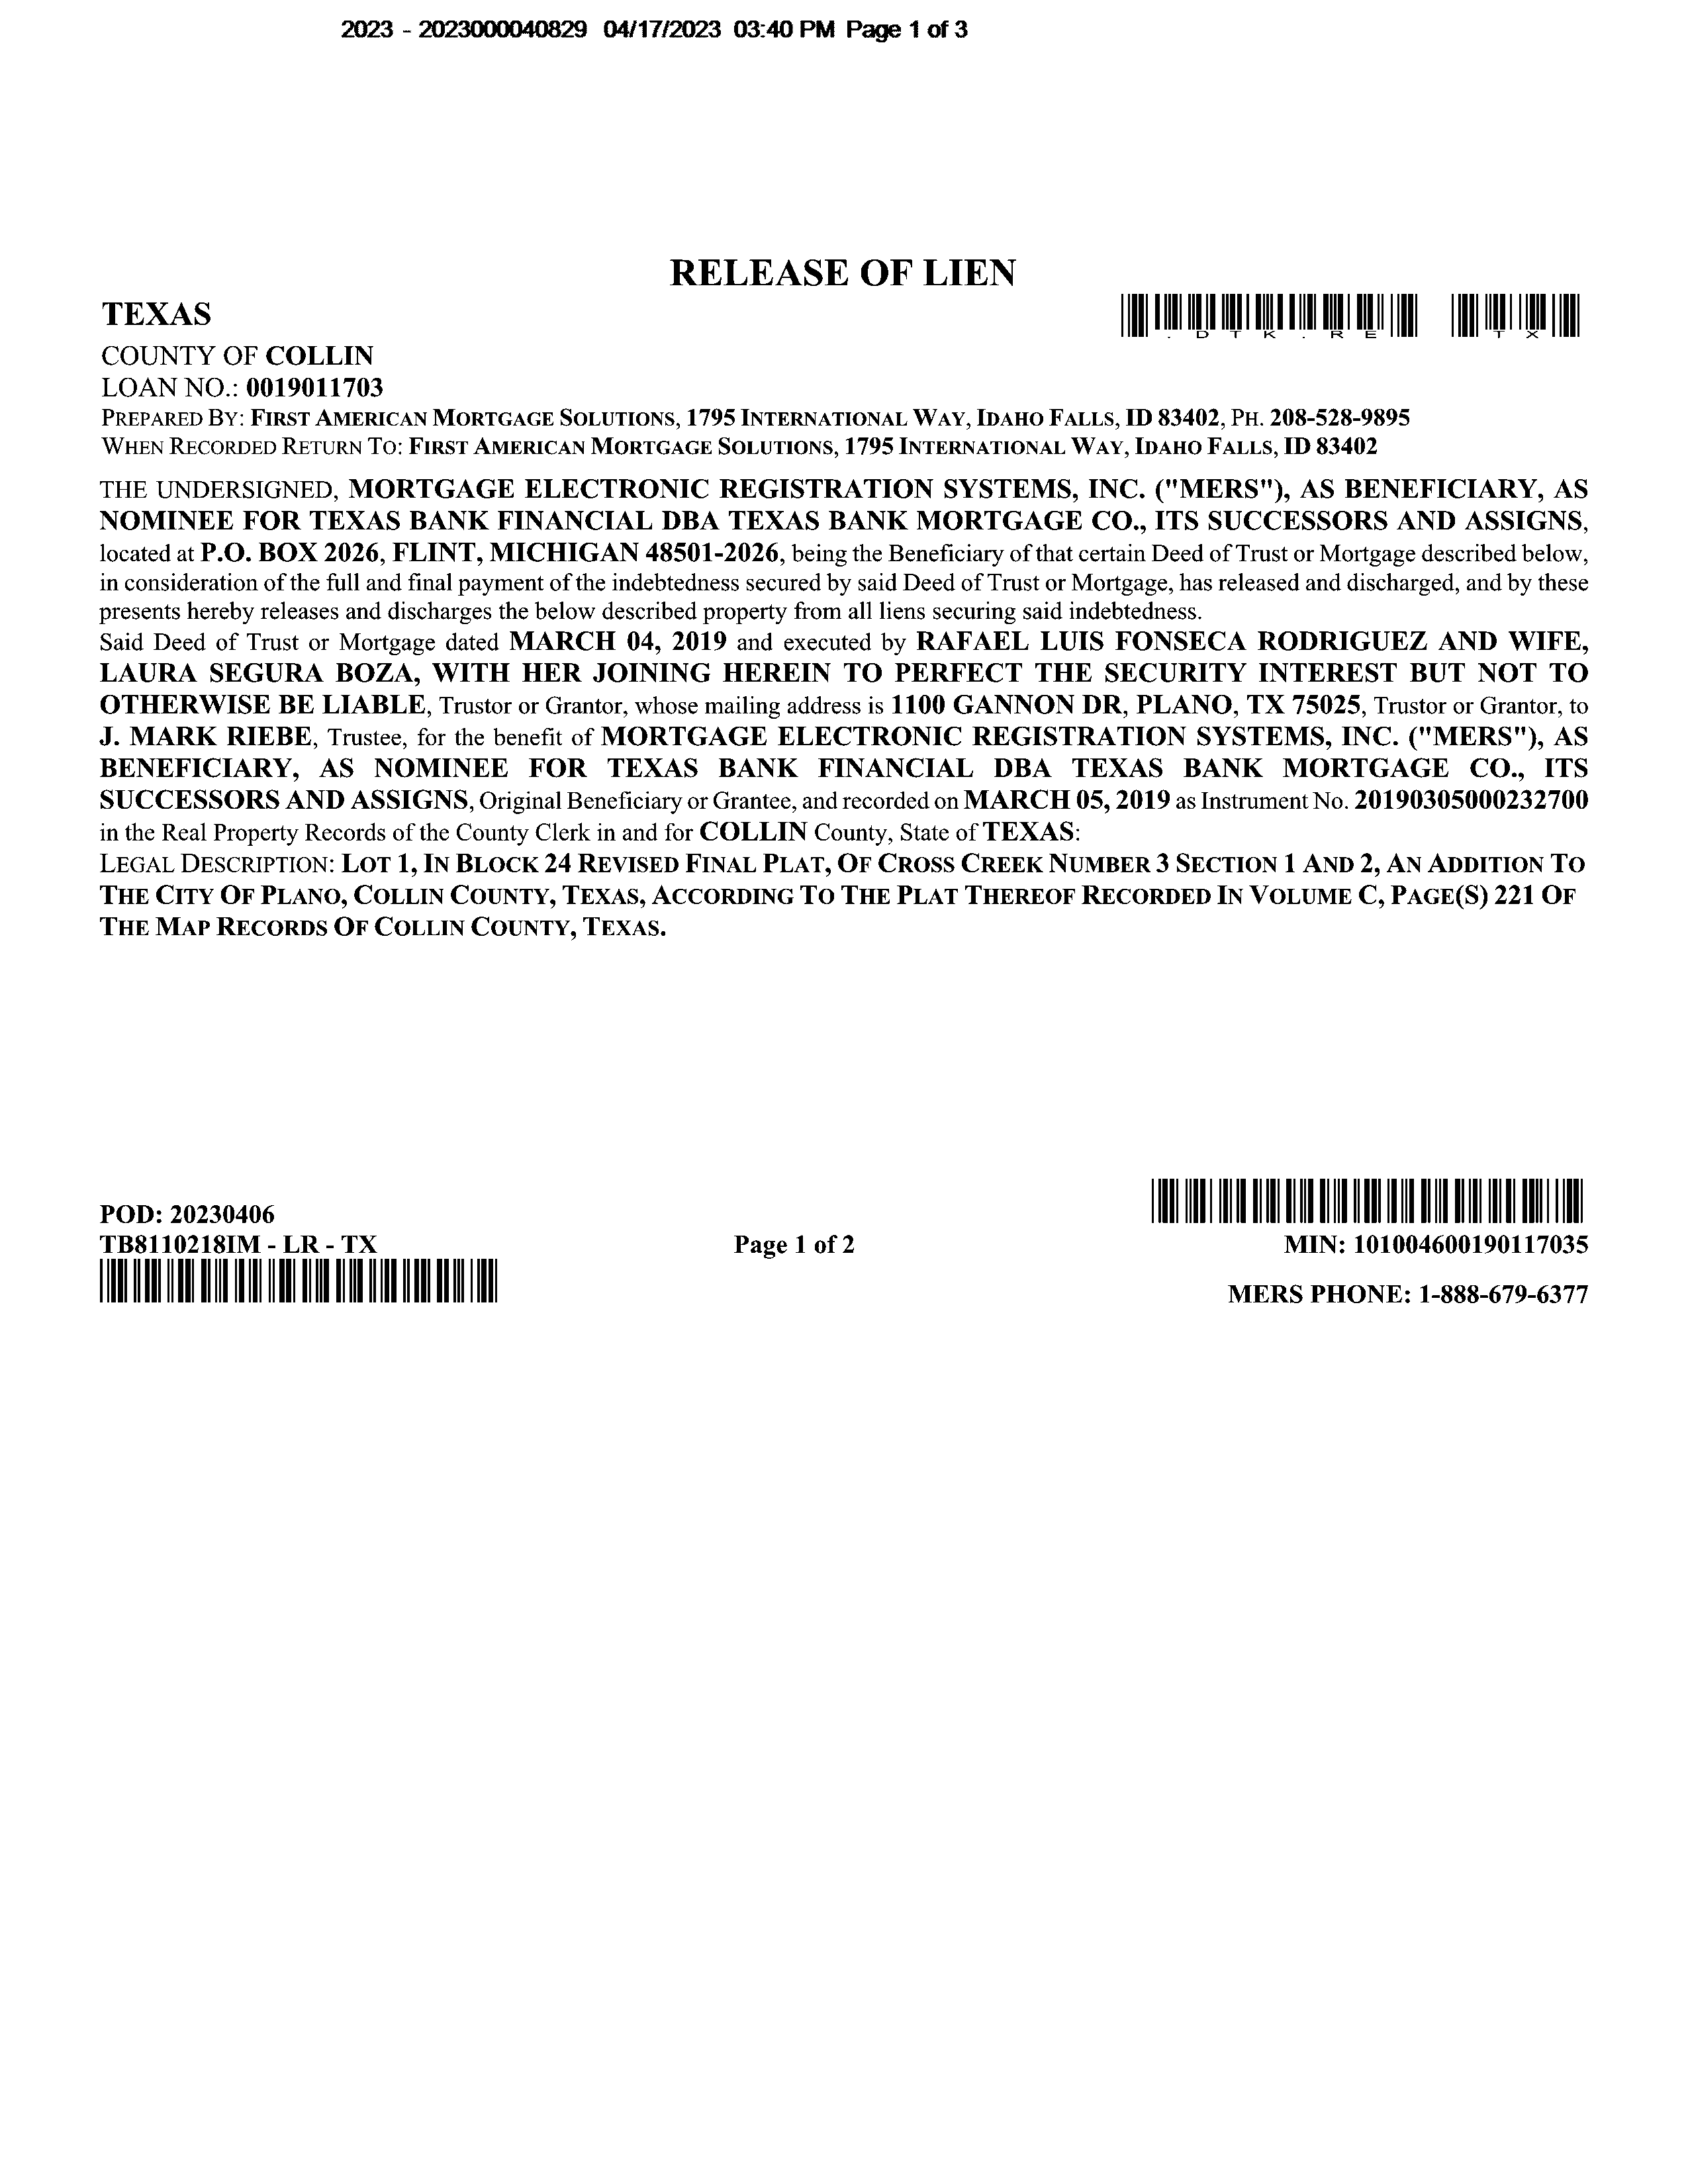 2023 - 2023000040829 04/17/2023 03:40 PM Page 1 of 3
RELEASE OF LIEN
TEXAS
. D T K . R E T X
COUNTY OF COLLIN
LOAN NO.: 0019011703
PREPARED BY: FIRST AMERICAN MORTGAGE SOLUTIONS, 1795 INTERNATIONAL WAY, IDAHO FALLS, ID 83402, PH. 208-528-9895
WHEN RECORDED RETURN TO: FIRST AMERICAN MORTGAGE SOLUTIONS, 1795 INTERNATIONAL WAY, IDAHO FALLS, ID 83402
THE UNDERSIGNED, MORTGAGE ELECTRONIC REGISTRATION SYSTEMS, INC. ("MERS"), AS BENEFICIARY, AS
NOMINEE FOR TEXAS BANK FINANCIAL DBA TEXAS BANK MORTGAGE CO., ITS SUCCESSORS AND ASSIGNS,
located at P.O. BOX 2026, FLINT, MICHIGAN 48501-2026, being the Beneficiary of that certain Deed of Trust or Mortgage described below,
in consideration of the full and final payment of the indebtedness secured by said Deed of Trust or Mortgage, has released and discharged, and by these
presents hereby releases and discharges the below described property from all liens securing said indebtedness.
Said Deed of Trust or Mortgage dated MARCH 04, 2019 and executed by RAFAEL LUIS FONSECA RODRIGUEZ AND WIFE,
LAURA SEGURA BOZA, WITH HER JOINING HEREIN TO PERFECT THE SECURITY INTEREST BUT NOT TO
OTHERWISE BE LIABLE, Trustor or Grantor, whose mailing address is 1100 GANNON DR, PLANO, TX 75025, Trustor or Grantor, to
J. MARK RIEBE, Trustee, for the benefit of MORTGAGE ELECTRONIC REGISTRATION SYSTEMS, INC. ("MERS"), AS
BENEFICIARY, AS NOMINEE FOR TEXAS BANK FINANCIAL DBA TEXAS BANK MORTGAGE CO., ITS
SUCCESSORS AND ASSIGNS, Original Beneficiary or Grantee, and recorded on MARCH 05, 2019 as Instrument No. 20190305000232700
in the Real Property Records of the County Clerk in and for COLLIN County, State of TEXAS:
LEGAL DESCRIPTION: LOT 1, IN BLOCK 24 REVISED FINAL PLAT, OF CROSS CREEK NUMBER 3 SECTION 1 AND 2, AN ADDITION TO
THE CITY OF PLANO, COLLIN COUNTY, TEXAS, ACCORDING TO THE PLAT THEREOF RECORDED IN VOLUME C, PAGE(S) 221 OF
THE MAP RECORDS OF COLLIN COUNTY, TEXAS.
POD: 20230406
TB8110218IM - LR - TX
Page 1 of 2
MIN: 101004600190117035
MERS PHONE: 1-888-679-6377